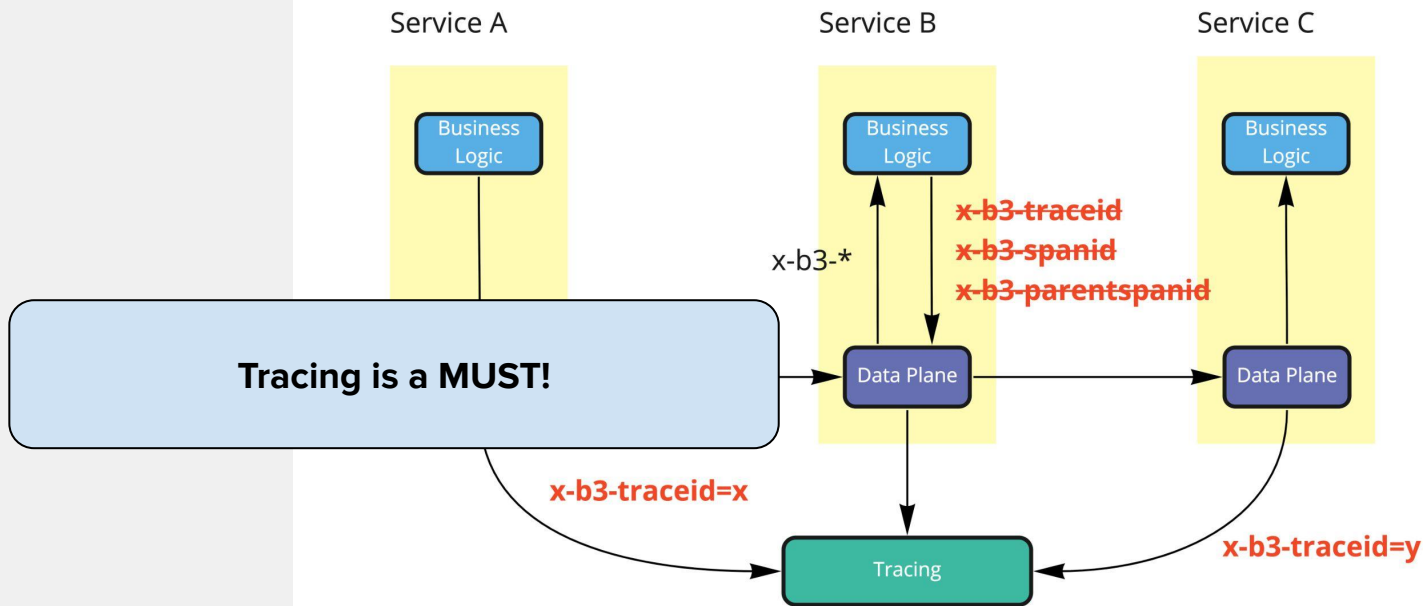 Service A
Service B
Service C
Business
Logic
Business
Logic
Business
Logic
x-b3-*
x-b3-traceid
x-b3-spanid
x-b3-parentspanid
Tracing is a MUST!
Data Plane
Data Plane
x-b3-traceid=x
x-b3-traceid=y
Tracing